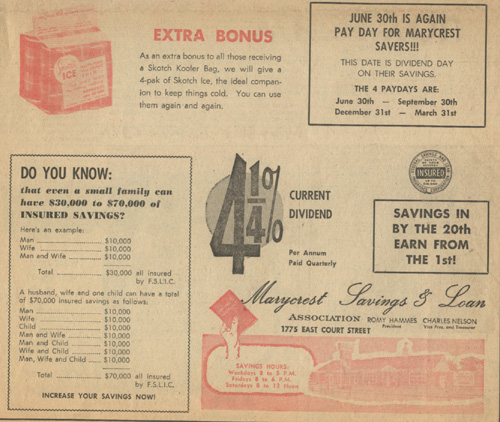 EXTRA BONUS
As an extra bonus to all those receiving
a Skotch Kooler Bag, we will give a
4-pak of Skotch Ice, the ideal compan-
ion to keep things cold. You can use
them again and again.
ICE
JUNE 30th IS AGAIN
PAY DAY FOR MARYCREST
SAVERS!!!
THIS DATE IS DIVIDEND DAY
ON THEIR SAVINGS.
THE 4 PAYDAYS ARE:
June 30th — September 30th
December 31st — March 31st
DO YOU KNOW:
that even a small family can
have $30,000 to $70,000 of
INSURED SAVINGS?
Here's an example:
Man $10,000
Wife $10,000
Man and Wife $10,000
Total $30,000 all insured
by F.S.L.I.C.
A husband, wife and one child can have a total
of $70,000 insured savings as follows:
Man $10,000
Wife $10,000
Child $10,000
Man and Wife $10,000
Man and Child $10,000
Wife and Child $10,000
Man, Wife and Child $10,000
Total $70,000 all insured
by F.S.L.I.C.
INCREASE YOUR SAVINGS NOW!
4 1/4%
CURRENT
DIVIDEND
Per Annum
Paid Quarterly
INSURED
SAVINGS IN
BY THE 20th
EARN FROM
THE 1st!
Marycrest Savings & Loan
ASSOCIATION ROMY HAMMES CHARLES NELSON
President Vice Pres. and Treasurer
1775 EAST COURT STREET
SAVINGS HOURS:
Weekdays 8 to 5 P.M.
Fridays 8 to 6 P.M.
Saturdays 8 to 12 Noon